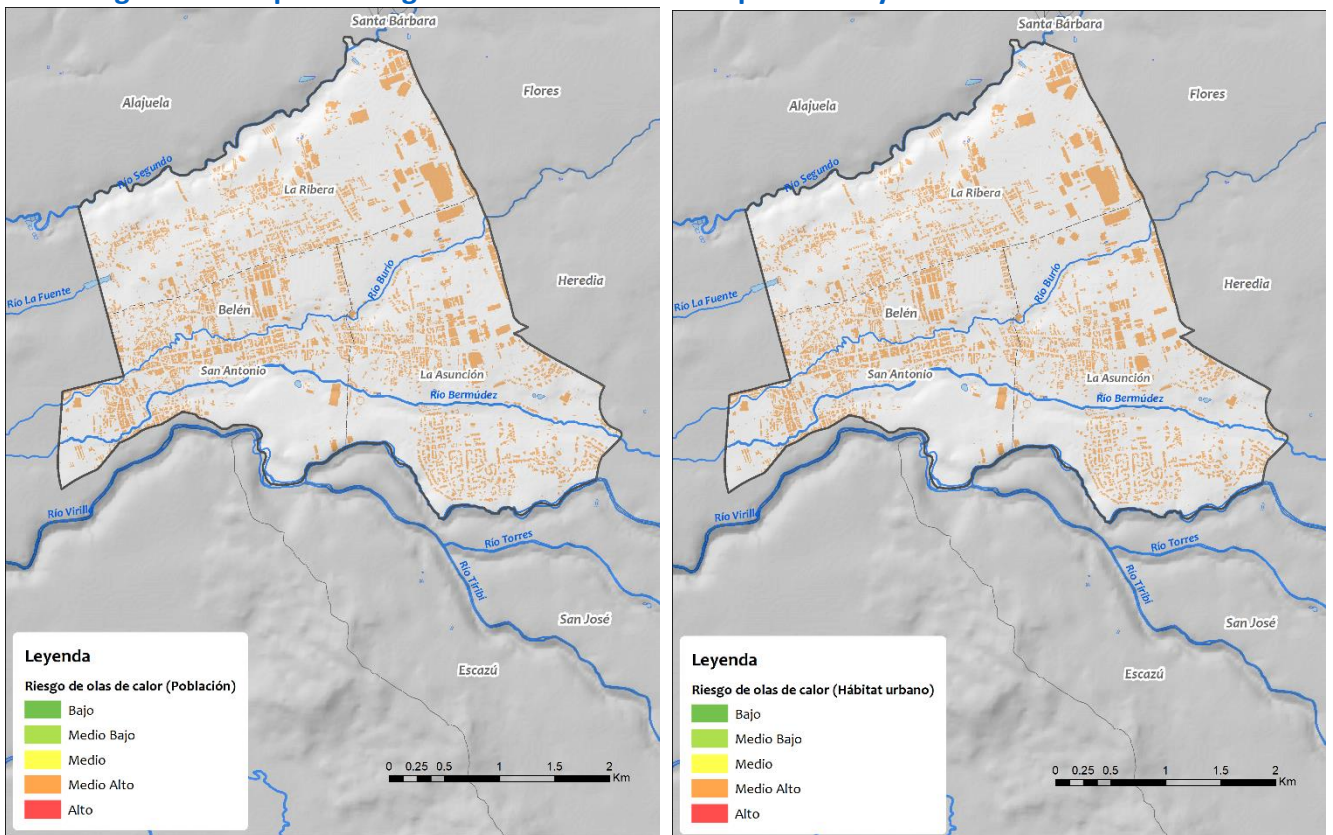 Santa Bárbara
Alajuela
Flores
Río Segundo
La Ribera
Heredia
Río La Fuente
Río Burio
Belén
San Antonio
La Asunción
Río Bermúdez
Río Virill
Río Torres
Río Tiribí
San José
Escazú
Leyenda
Riesgo de olas de calor (Población)
Bajo
Medio Bajo
Medio
Medio Alto
Alto
0 0.25 0.5 1 1.5 2
Km
Santa Bárbara
Alajuela
Flores
Río Segundo
La Ribera
Heredia
Río La Fuente
Río Burio
Belén
San Antonio
La Asunción
Río Bermúdez
Río Virill
Río Torres
Río Tiribí
San José
Escazú
Leyenda
Riesgo de olas de calor (Hábitat urbano)
Bajo
Medio Bajo
Medio
Medio Alto
Alto
0 0.25 0.5 1 1.5 2
Km